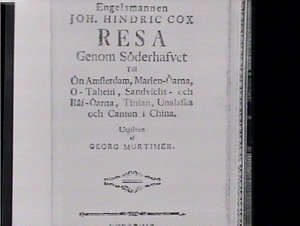 Engelsmannen
JOH. HINDRIC COX
RESA
Genom Söderhafvet
Till
Ön Amsterdam, Marien-Öarna,
O-Taheiti, Sandvichs- och
Räf-Öarna, Tinian, Unalaska
och Canton i China.
Utgifven
af
GEORG MORTIMER.